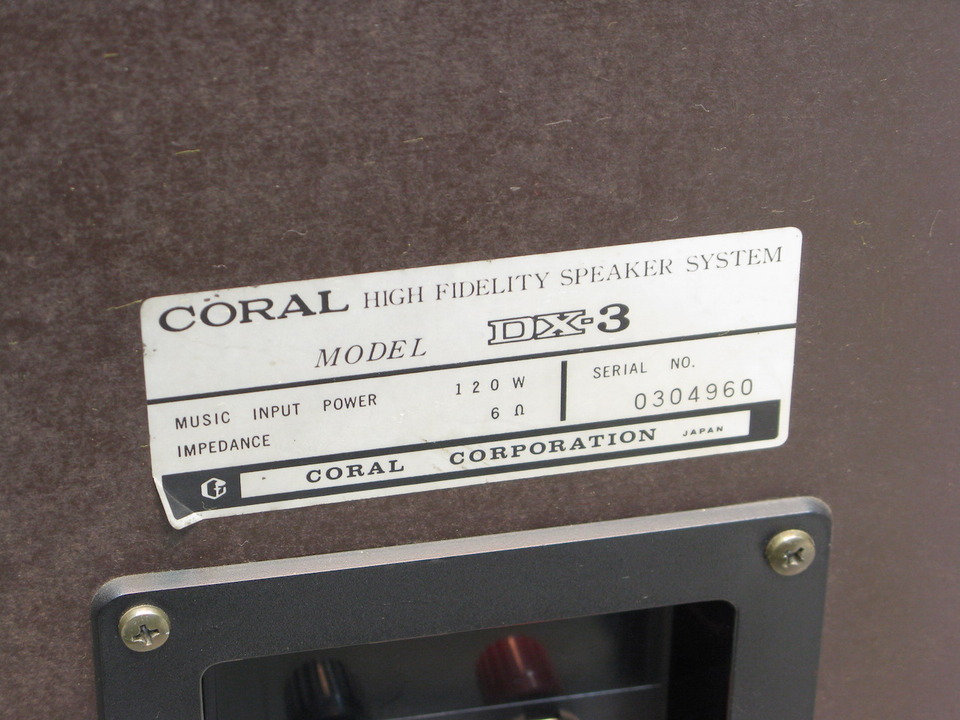 CÖRAL HIGH FIDELITY SPEAKER SYSTEM
MODEL DX-3
MUSIC INPUT POWER 120 W
IMPEDANCE 6 Ω
SERIAL NO.
0304960
CORAL CORPORATION JAPAN